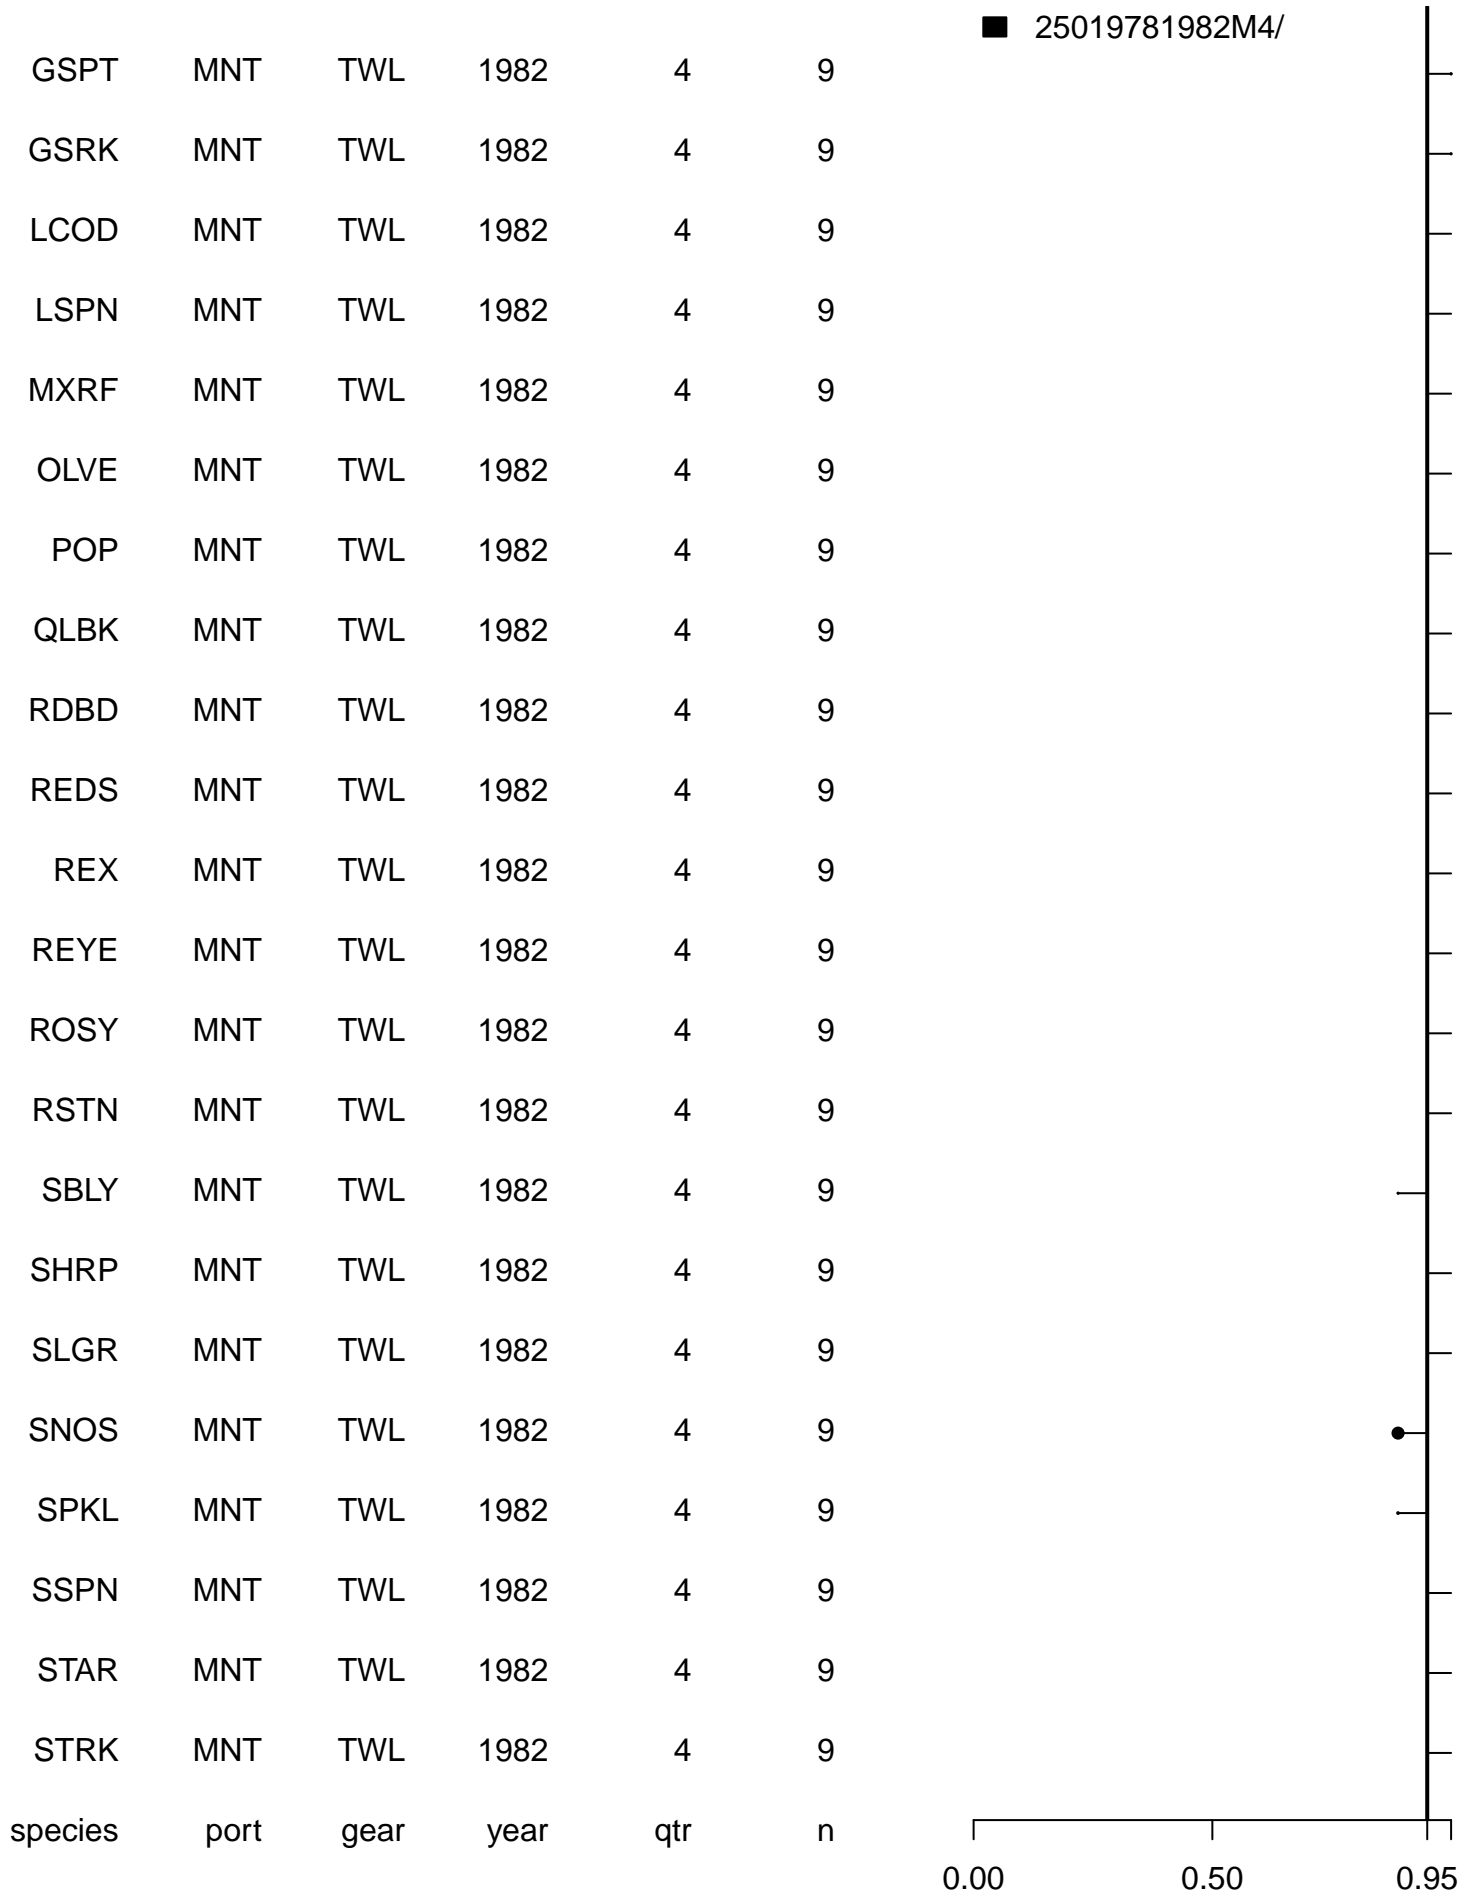 25019781982M4/
GSPT MNT TWL 1982 4 9
GSRK MNT TWL 1982 4 9
LCOD MNT TWL 1982 4 9
LSPN MNT TWL 1982 4 9
MXRF MNT TWL 1982 4 9
OLVE MNT TWL 1982 4 9
POP MNT TWL 1982 4 9
QLBK MNT TWL 1982 4 9
RDBD MNT TWL 1982 4 9
REDS MNT TWL 1982 4 9
REX MNT TWL 1982 4 9
REYE MNT TWL 1982 4 9
ROSY MNT TWL 1982 4 9
RSTN MNT TWL 1982 4 9
SBLY MNT TWL 1982 4 9
SHRP MNT TWL 1982 4 9
SLGR MNT TWL 1982 4 9
SNOS MNT TWL 1982 4 9
SPKL MNT TWL 1982 4 9
SSPN MNT TWL 1982 4 9
STAR MNT TWL 1982 4 9
STRK MNT TWL 1982 4 9
species port gear year qtr n
0.00 0.50 0.95